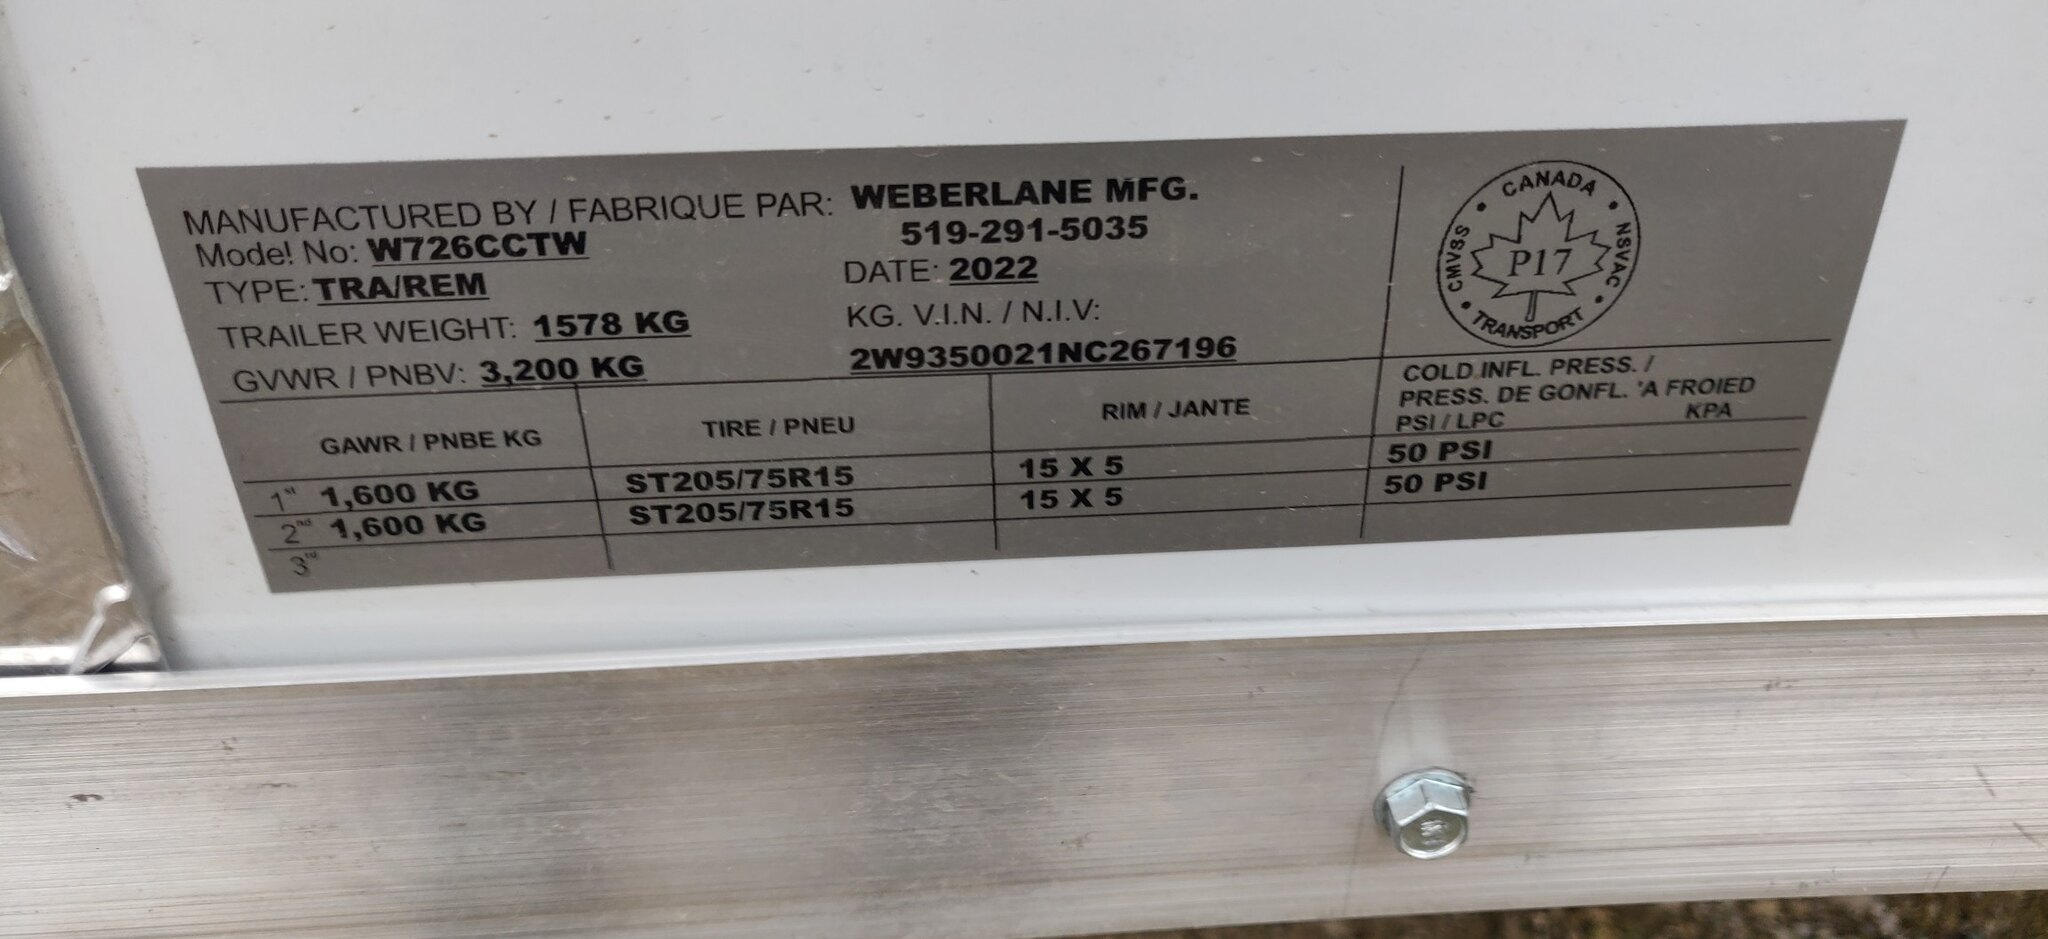 MANUFACTURED BY / FABRIQUE PAR: WEBERLANE MFG.
519-291-5035
Model No: W726CCTW
TYPE: TRA/REM
DATE: 2022
TRAILER WEIGHT: 1578 KG
KG. V.I.N. / N.I.V:
GVWR / PNBV: 3,200 KG
2W9350021NC267196
CANADA
CMVSS
NSVAC
P17
TRANSPORT
GAWR / PNBE KG
TIRE / PNEU
RIM / JANTE
COLD INFL. PRESS. /
PRESS. DE GONFL. 'A FROIED
PSI / LPC KPA
1st 1,600 KG ST205/75R15 15 X 5 50 PSI
2nd 1,600 KG ST205/75R15 15 X 5 50 PSI
3rd